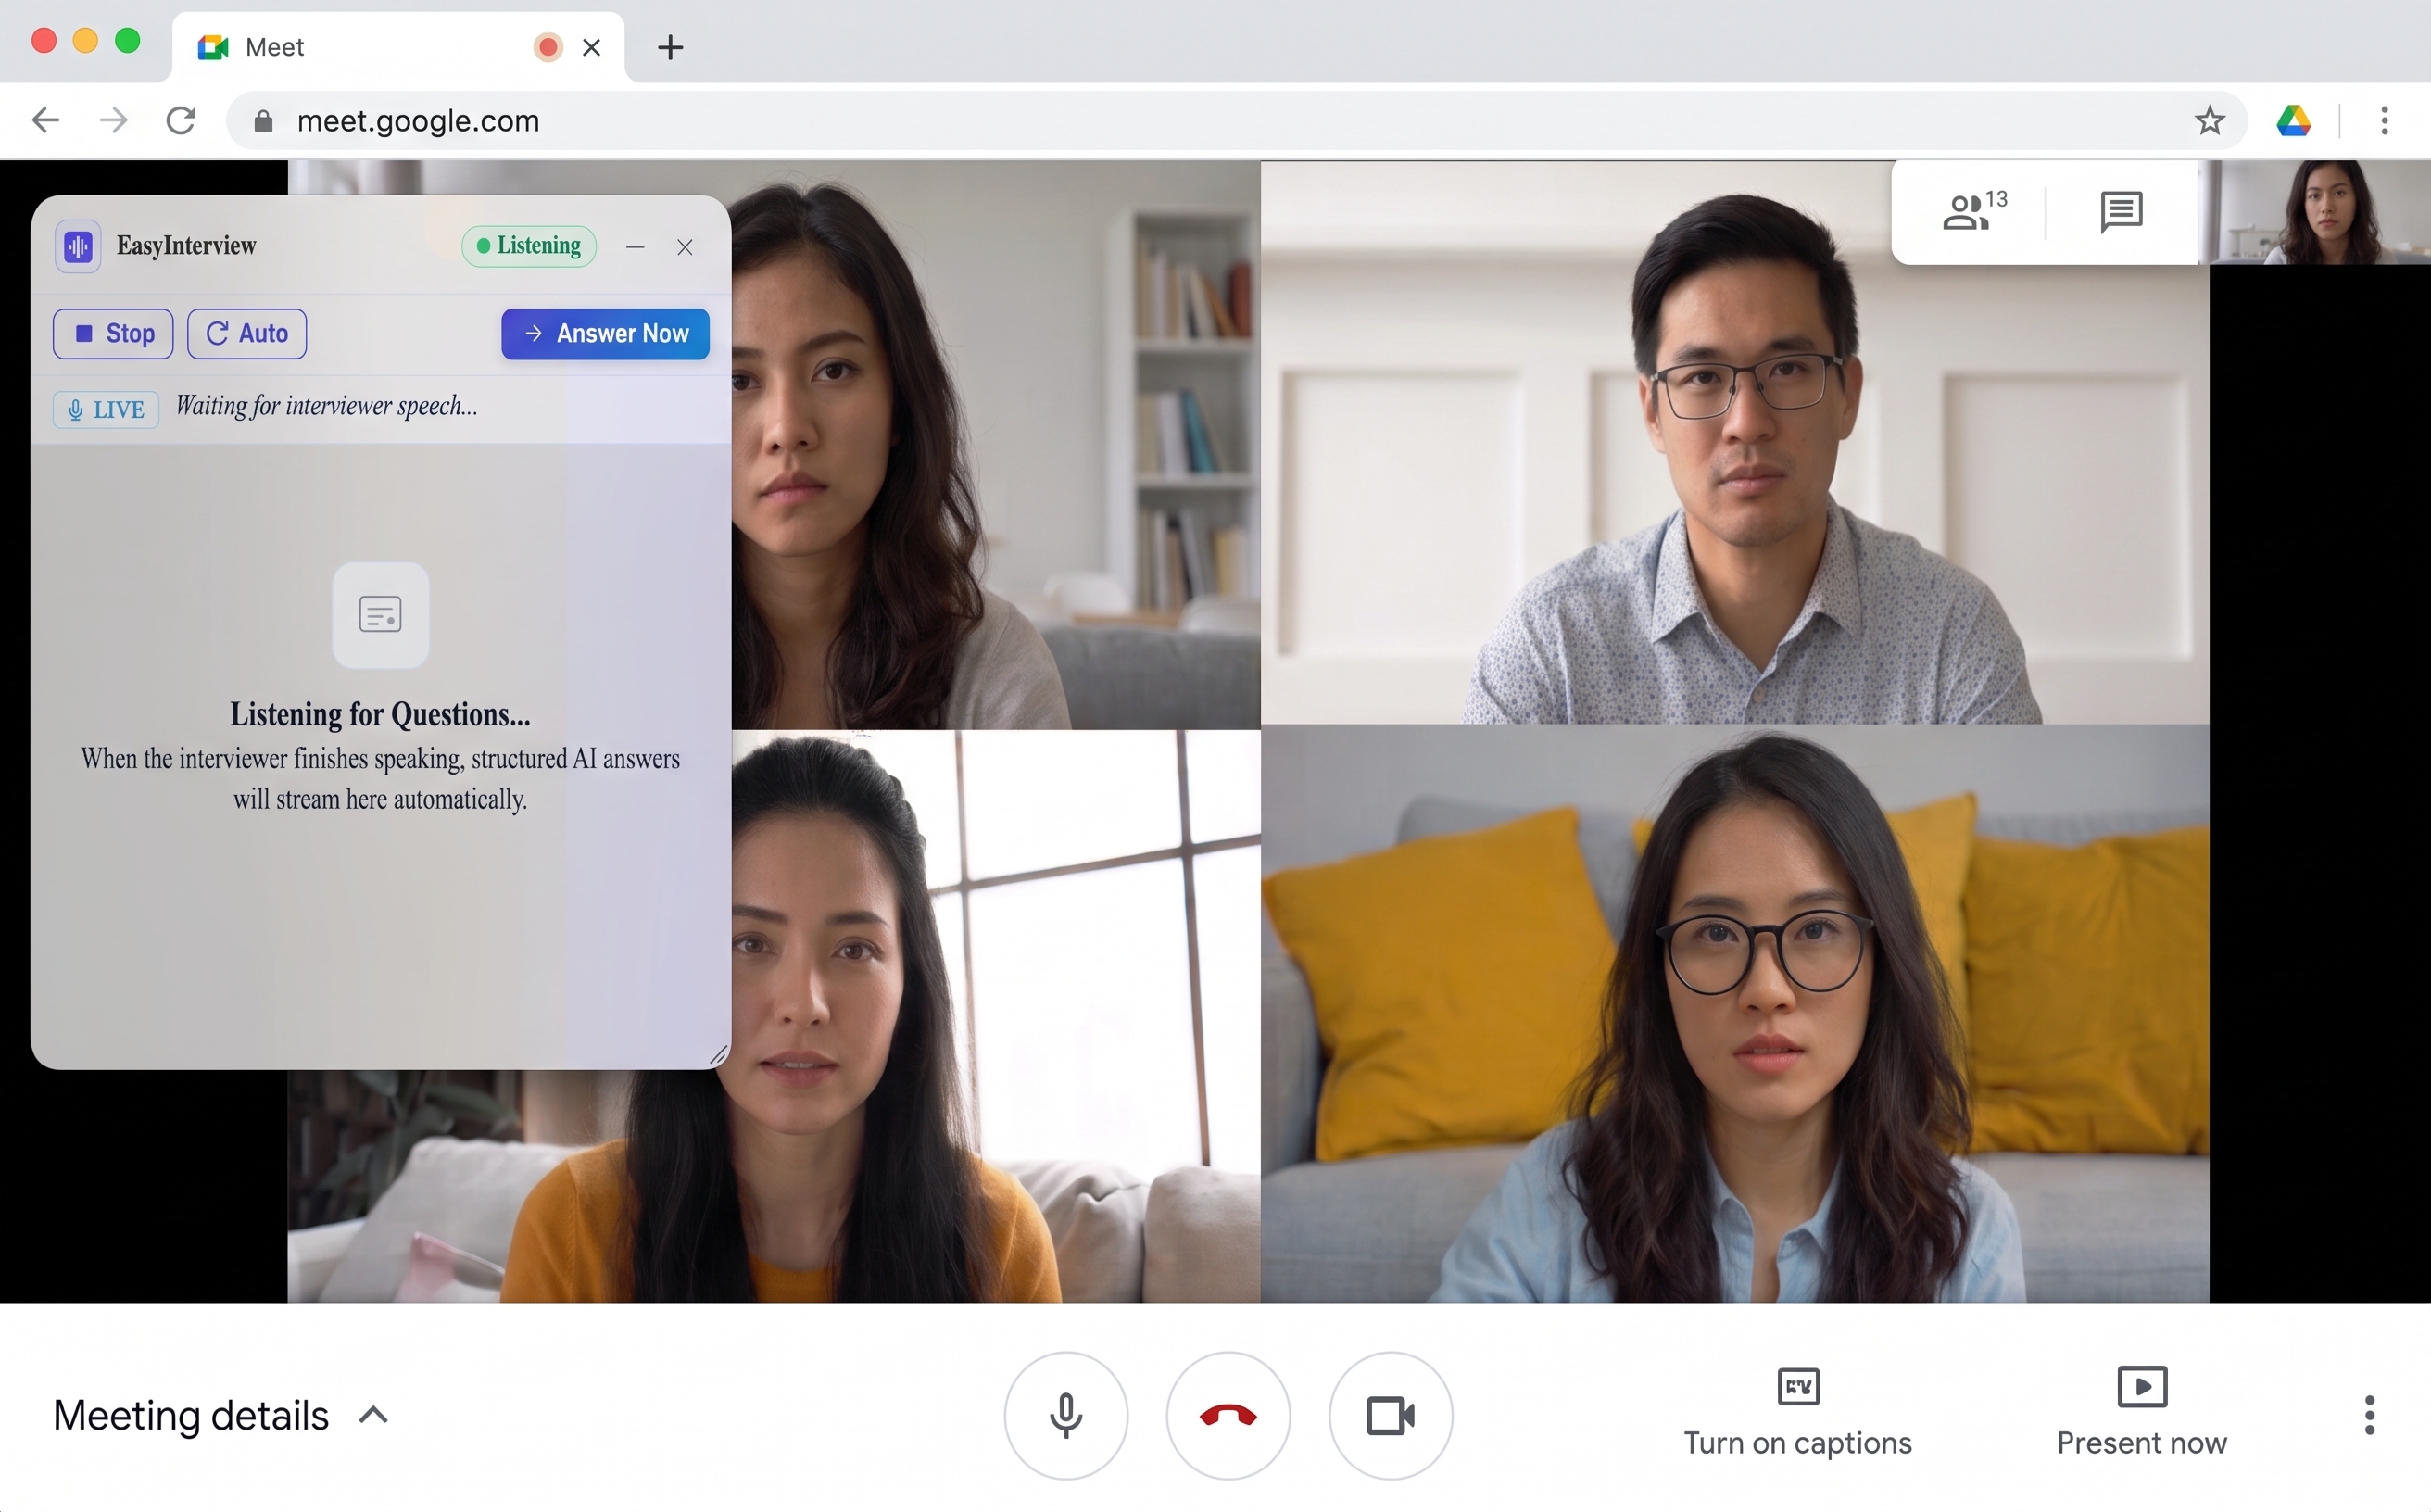 Meet
meet.google.com
13
EasyInterview
Listening
Stop
Auto
Answer Now
LIVE
Waiting for interviewer speech...
Listening for Questions...
When the interviewer finishes speaking, structured AI answers
will stream here automatically.
Meeting details
Turn on captions
Present now